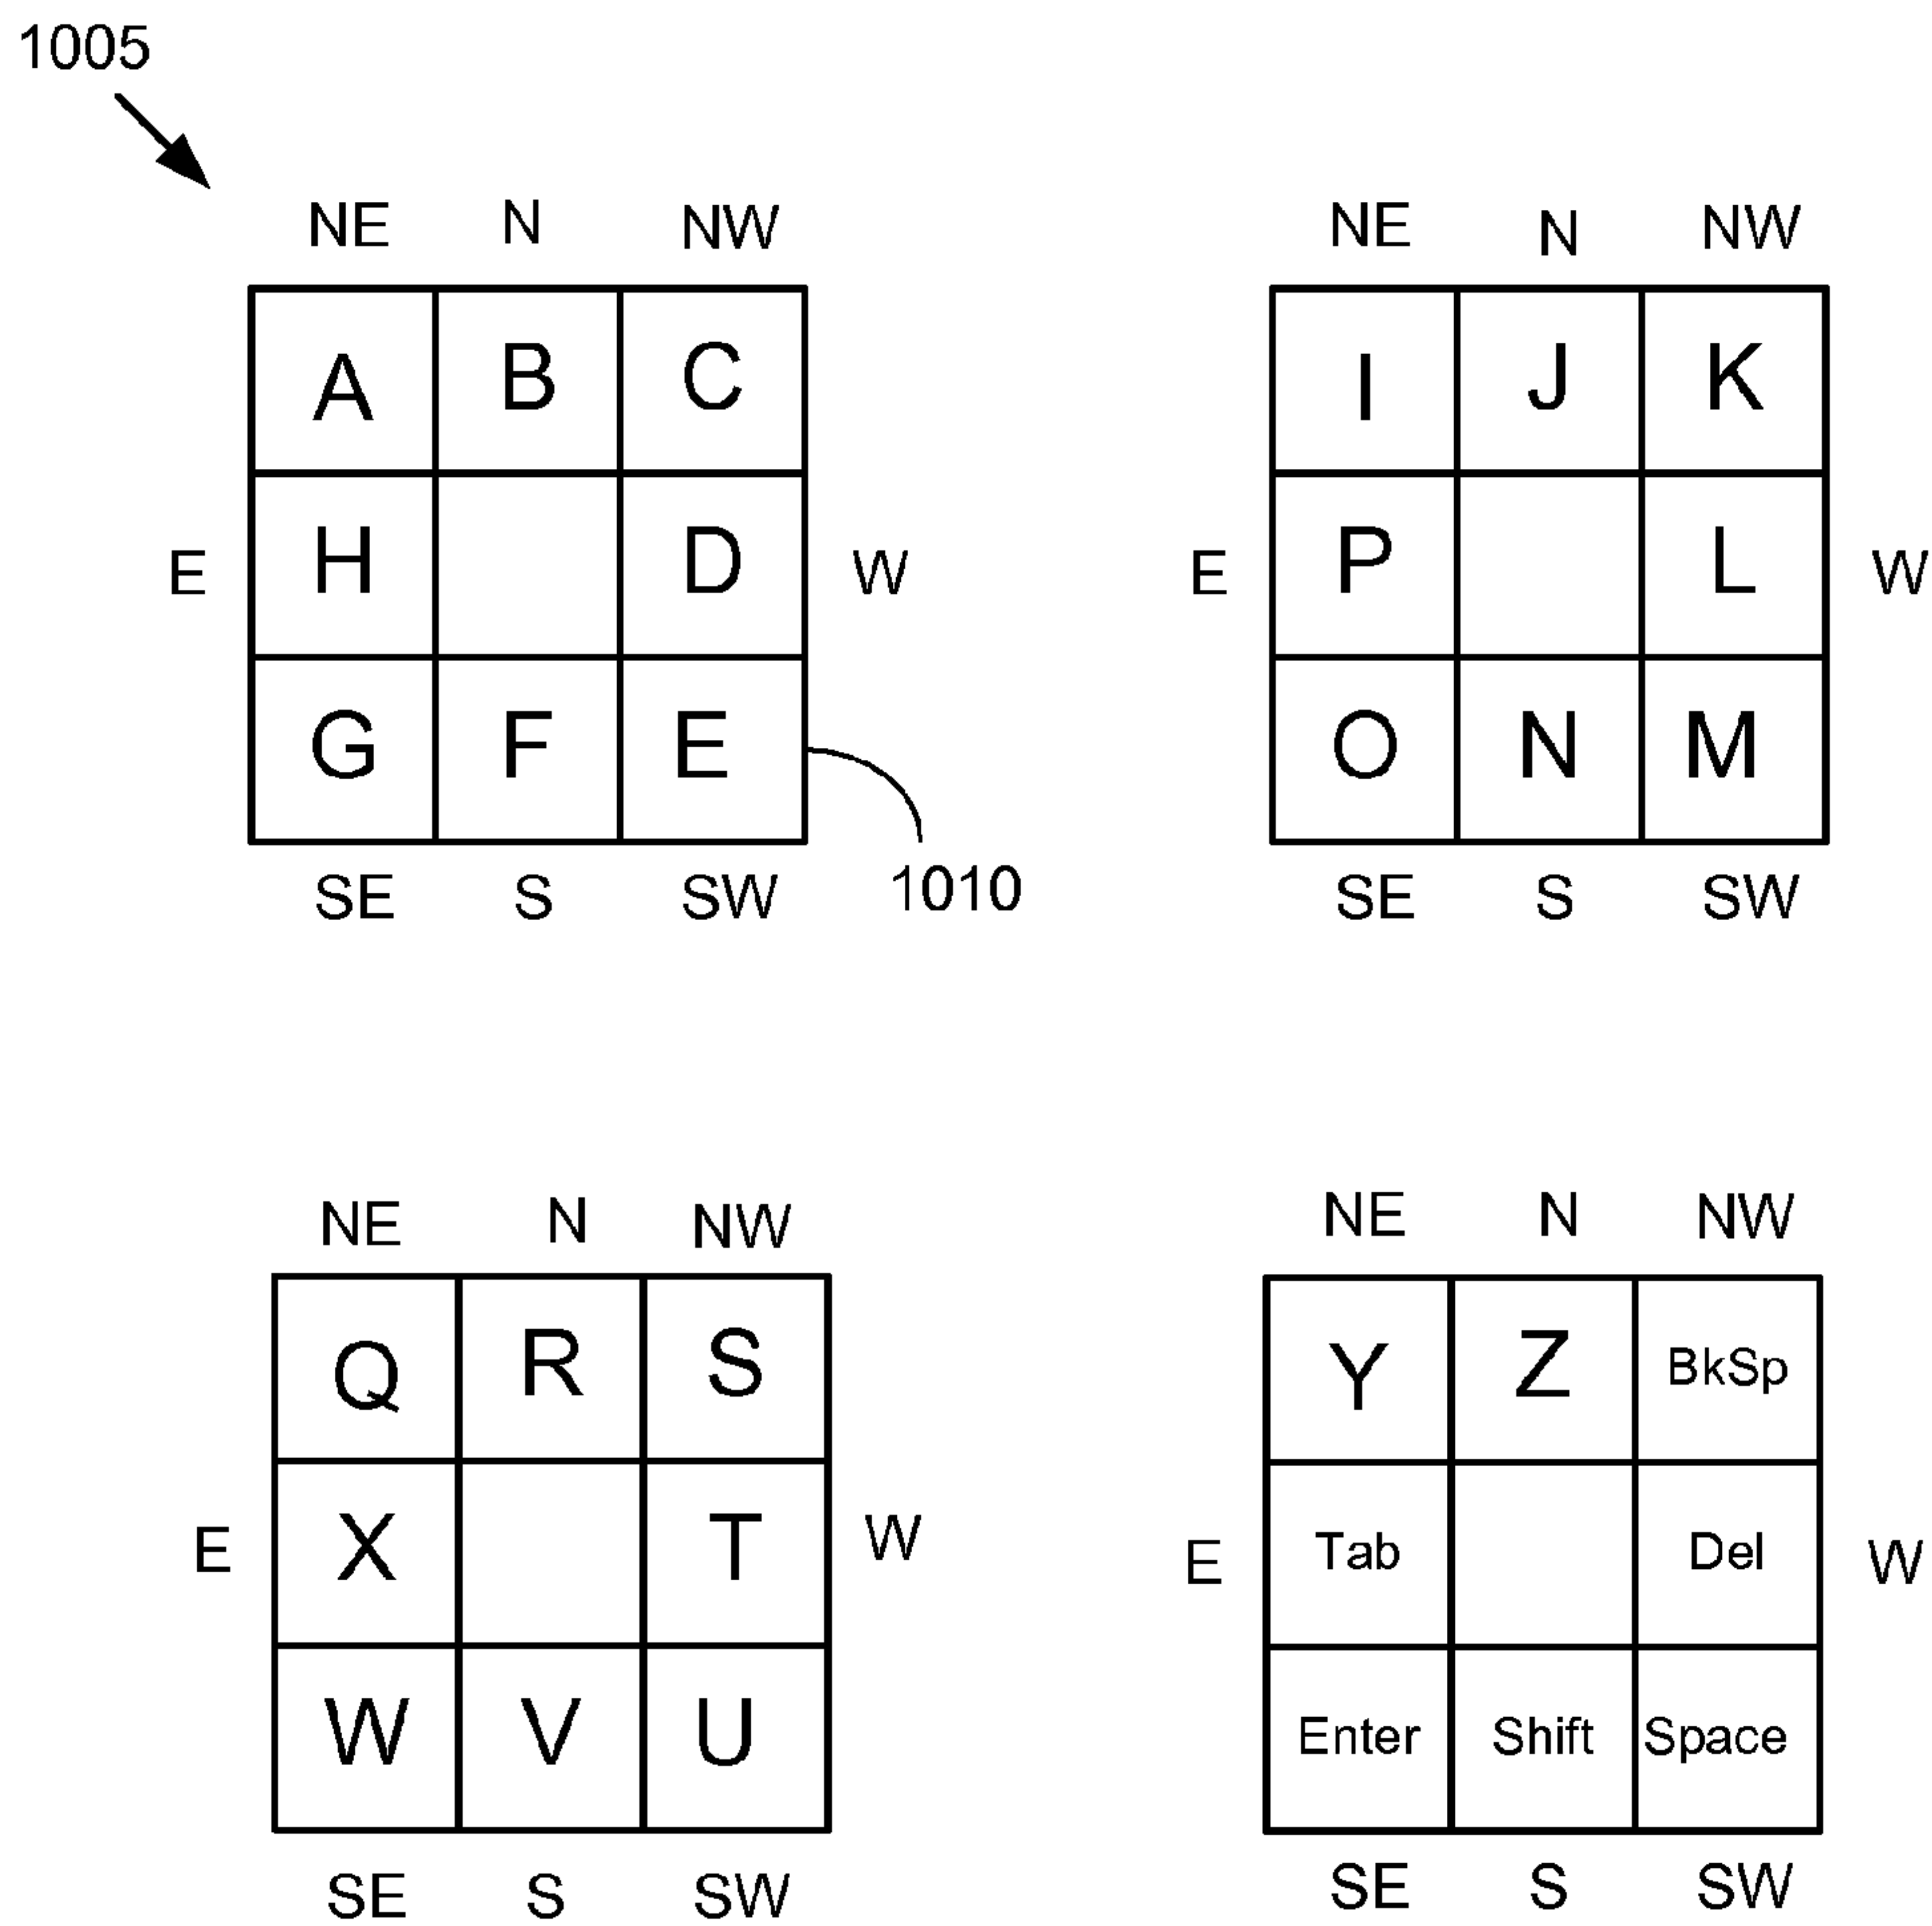 1005
NE N NW NE N NW
A B C I J K
E H D W E P L W
G F E O N M
1010
SE S SW SE S SW
NE N NW NE N NW
Q R S Y Z BkSp
E X T W E Tab Del W
W V U Enter Shift Space
SE S SW SE S SW